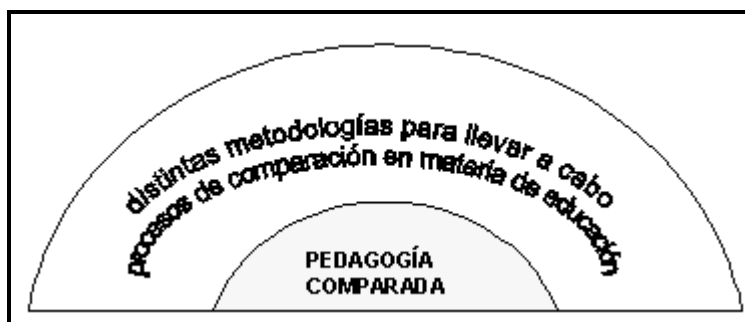 distintas metodologías para llevar a cabo
procesos de comparación en materia de educación
PEDAGOGÍA
COMPARADA